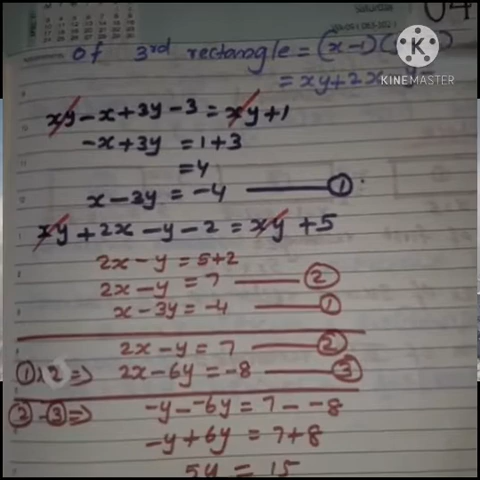 04
KINEMASTER
Of 3rd rectangle = (x-1)(
= xy+2x
xy - x + 3y - 3 = xy + 1
-x + 3y = 1 + 3
= 4
x - 3y = -4 ——— ①
xy + 2x - y - 2 = xy + 5
2x - y = 5 + 2
2x - y = 7 ——— ②
x - 3y = -4 ——— ①
2x - y = 7 ——— ②
①x2 => 2x - 6y = -8 ——— ③
②-③=> -y - -6y = 7 - -8
-y + 6y = 7 + 8
5y = 15